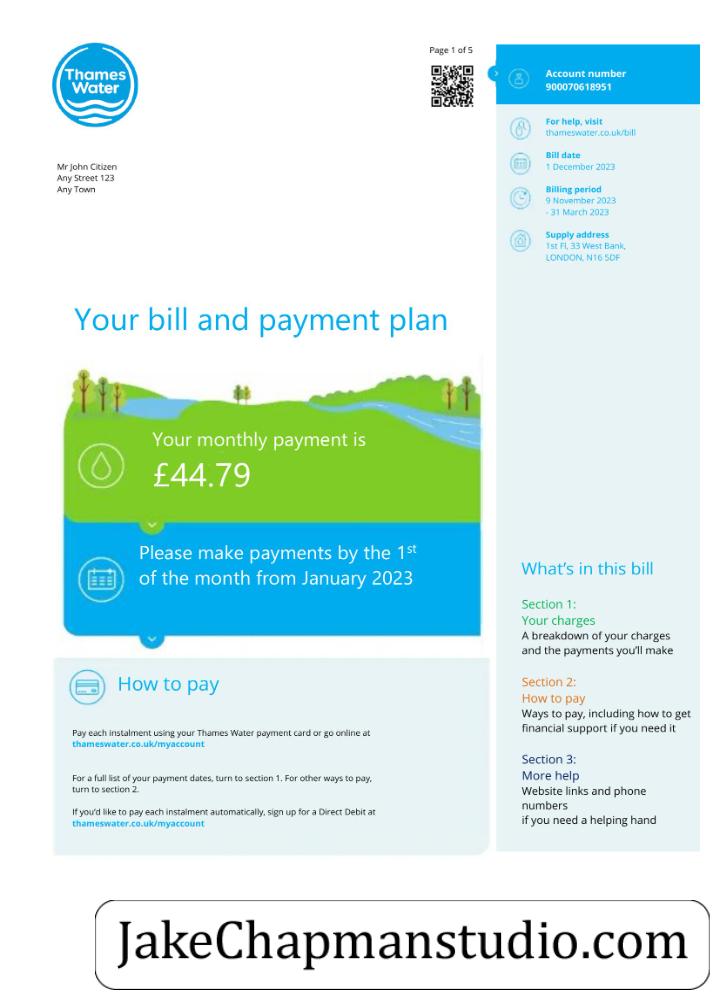 Thames
Water
Page 1 of 5
Mr John Citizen
Any Street 123
Any Town
Account number
900070618951
For help, visit
thameswater.co.uk/bill
Bill date
1 December 2023
Billing period
9 November 2023
- 31 March 2023
Supply address
1st Fl, 33 West Bank,
LONDON, N16 5DF
Your bill and payment plan
Your monthly payment is
£44.79
Please make payments by the 1st
of the month from January 2023
How to pay
Pay each instalment using your Thames Water payment card or go online at
thameswater.co.uk/myaccount
For a full list of your payment dates, turn to section 1. For other ways to pay,
turn to section 2.
If you'd like to pay each instalment automatically, sign up for a Direct Debit at
thameswater.co.uk/myaccount
What's in this bill
Section 1:
Your charges
A breakdown of your charges
and the payments you'll make
Section 2:
How to pay
Ways to pay, including how to get
financial support if you need it
Section 3:
More help
Website links and phone
numbers
if you need a helping hand
JakeChapmanstudio.com